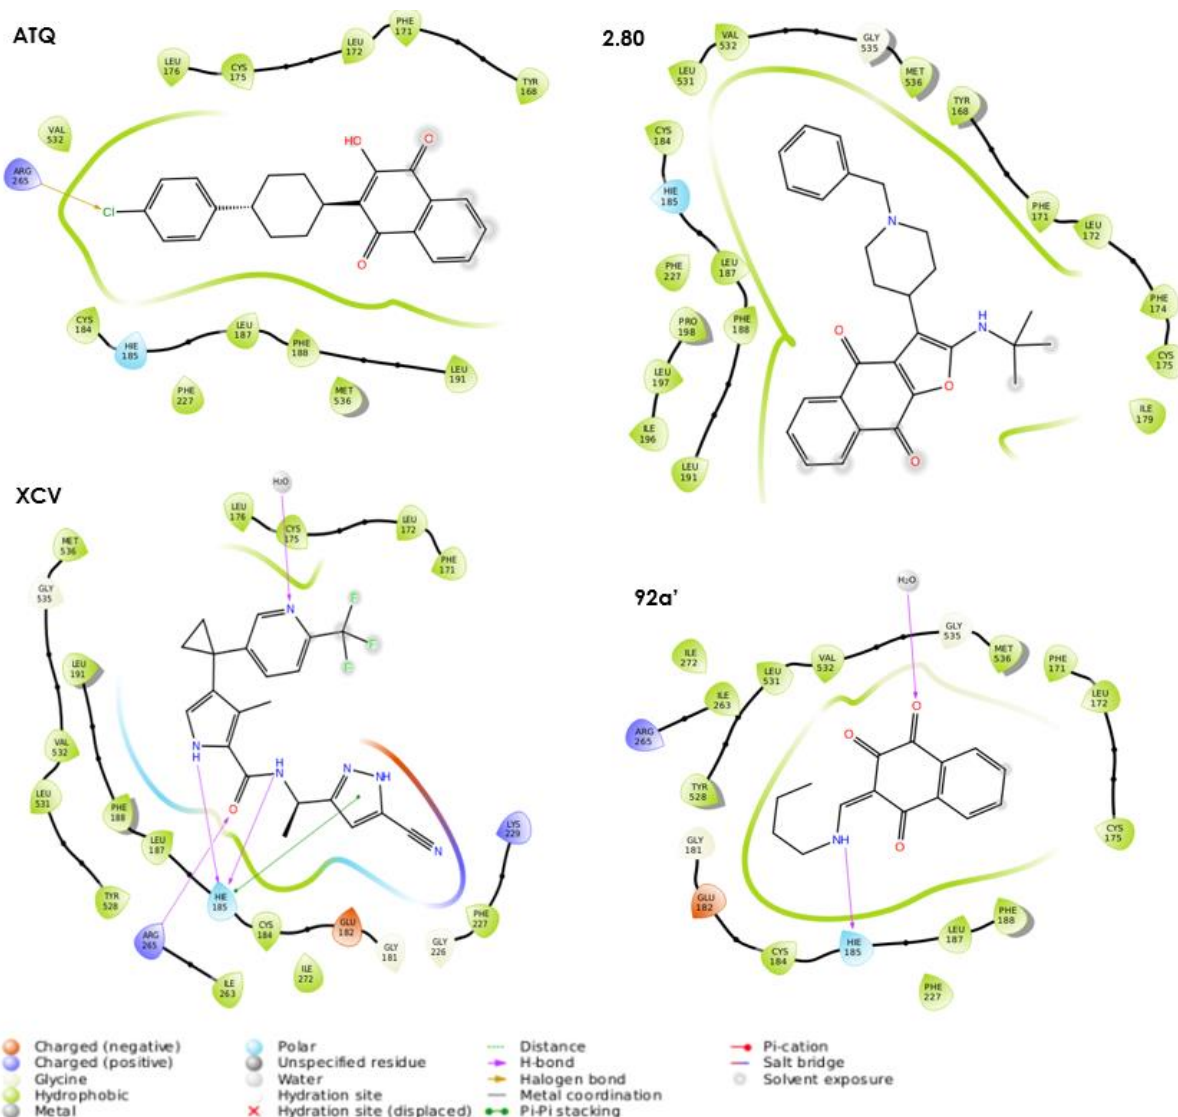 ATQ
PHE
171
LEU
172
LEU
176
CYS
175
TYR
168
VAL
532
ARG
265
HO
O
Cl
O
CYS
184
HIE
185
LEU
187
PHE
188
LEU
191
PHE
227
MET
536
2.80
VAL
532
GLY
535
LEU
531
MET
536
TYR
168
CYS
184
HIE
185
N
PHE
171
LEU
172
PHE
227
LEU
187
PRO
198
PHE
188
PHE
174
H
N
O
O
CYS
175
LEU
197
ILE
179
ILE
196
O
LEU
191
XCV
H₂O
LEU
176
CYS
175
LEU
172
PHE
171
MET
536
GLY
535
N
F
F
F
LEU
191
VAL
532
LEU
531
N
H
H
N
N
NH
O
N
PHE
188
LEU
187
LYS
229
TYR
528
HIE
185
CYS
184
GLU
182
PHE
227
ARG
265
GLY
181
GLY
226
ILE
272
ILE
263
92a’
H₂O
GLY
535
ILE
272
VAL
532
MET
536
PHE
171
LEU
531
LEU
172
ILE
263
ARG
265
O
O
TYR
528
CYS
175
NH
O
GLY
181
GLU
182
PHE
188
LEU
187
HIE
185
CYS
184
PHE
227
Charged (negative)
Charged (positive)
Glycine
Hydrophobic
Metal
Polar
Unspecified residue
Water
Hydration site
Hydration site (displaced)
Distance
H-bond
Halogen bond
Metal coordination
Pi-Pi stacking
Pi-cation
Salt bridge
Solvent exposure